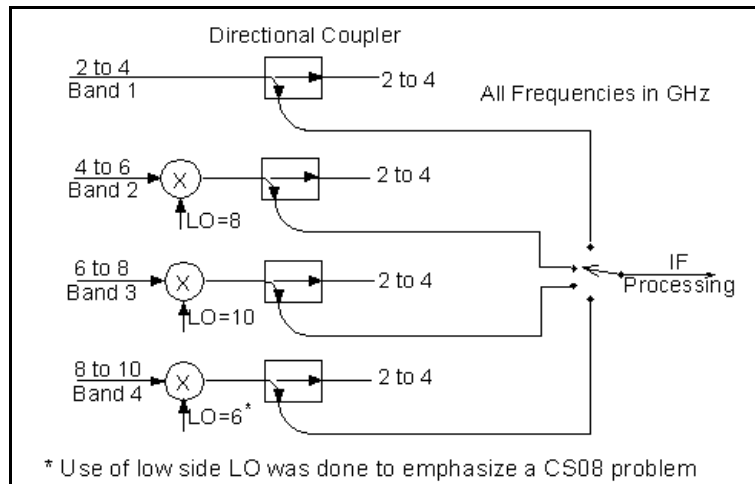 Directional Coupler
2 to 4
Band 1
2 to 4
All Frequencies in GHz
4 to 6
Band 2
X
LO=8
2 to 4
6 to 8
Band 3
X
LO=10
2 to 4
IF
Processing
8 to 10
Band 4
X
LO=6*
2 to 4
* Use of low side LO was done to emphasize a CS08 problem